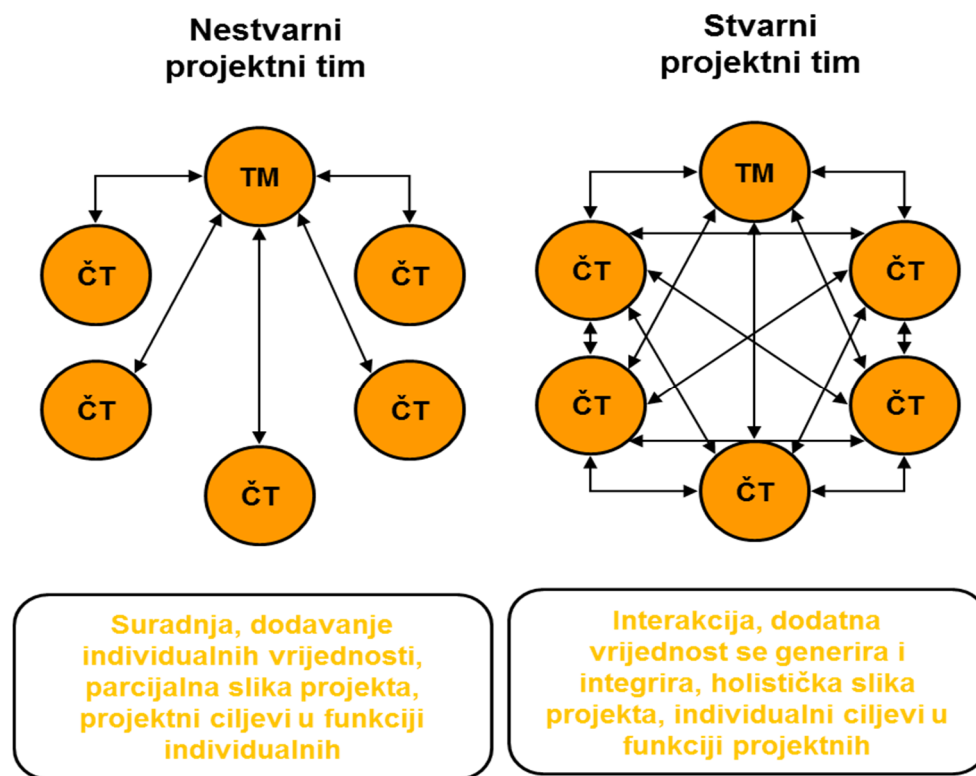 Nestvarni
projektni tim
TM
ČT
ČT
ČT
ČT
ČT
Suradnja, dodavanje
individualnih vrijednosti,
parcijalna slika projekta,
projektni ciljevi u funkciji
individualnih
Stvarni
projektni tim
TM
ČT
ČT
ČT
ČT
ČT
Interakcija, dodatna
vrijednost se generira i
integrira, holistička slika
projekta, individualni ciljevi u
funkciji projektnih